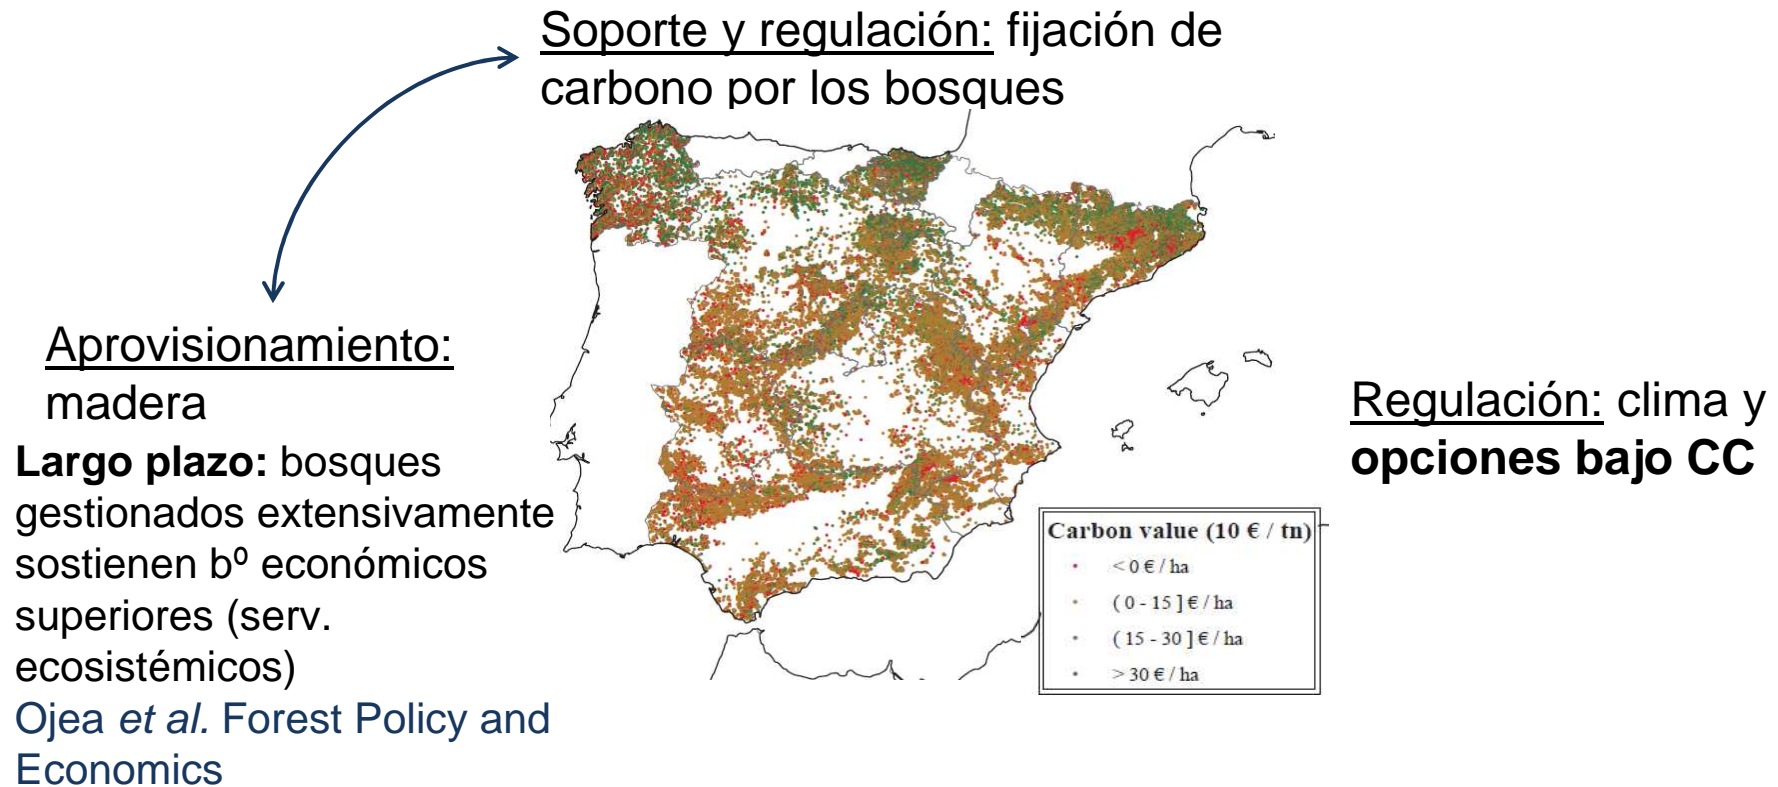 Soporte y regulación: fijación de
carbono por los bosques
Aprovisionamiento:
madera
Largo plazo: bosques
gestionados extensivamente
sostienen bº económicos
superiores (serv.
ecosistémicos)
Ojea et al. Forest Policy and
Economics
Regulación: clima y
opciones bajo CC
Carbon value (10 € / tn)
< 0 € / ha
( 0 - 15 ] € / ha
( 15 - 30 ] € / ha
> 30 € / ha